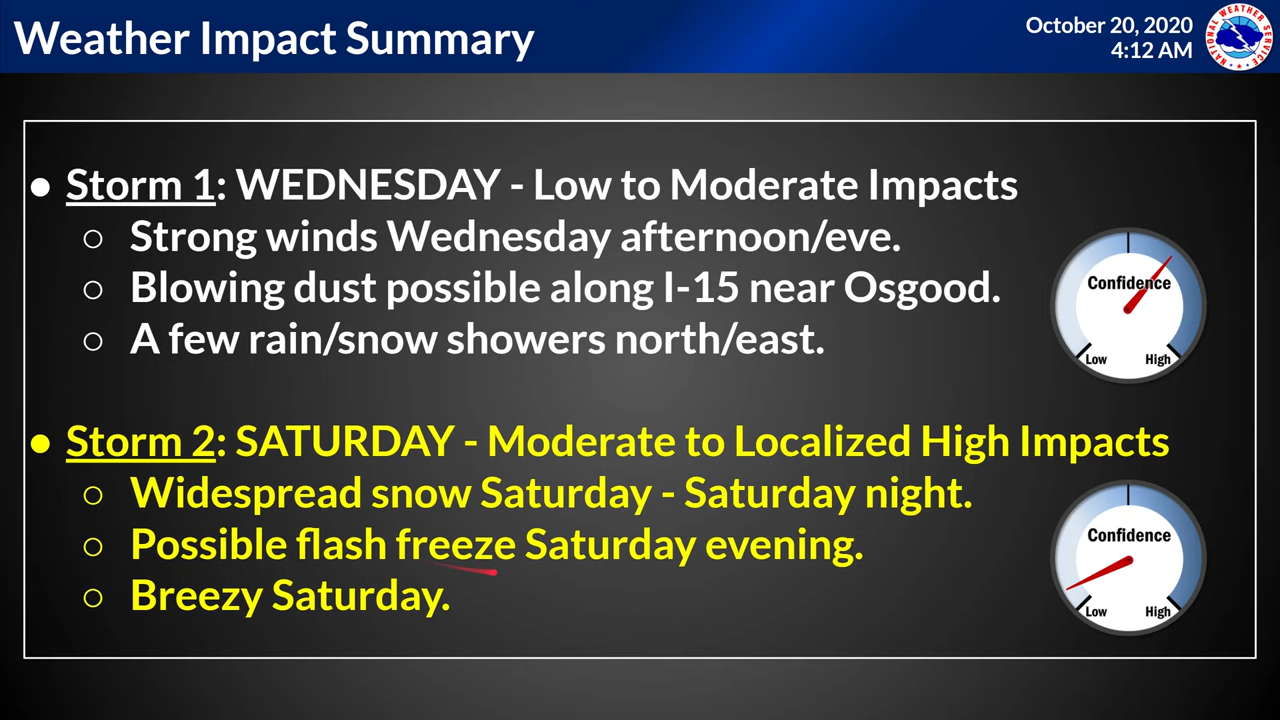 Weather Impact Summary
October 20, 2020
4:12 AM
NATIONAL WEATHER SERVICE
● Storm 1: WEDNESDAY - Low to Moderate Impacts
○ Strong winds Wednesday afternoon/eve.
○ Blowing dust possible along I-15 near Osgood.
○ A few rain/snow showers north/east.
Confidence
Low High
● Storm 2: SATURDAY - Moderate to Localized High Impacts
○ Widespread snow Saturday - Saturday night.
○ Possible flash freeze Saturday evening.
○ Breezy Saturday.
Confidence
Low High